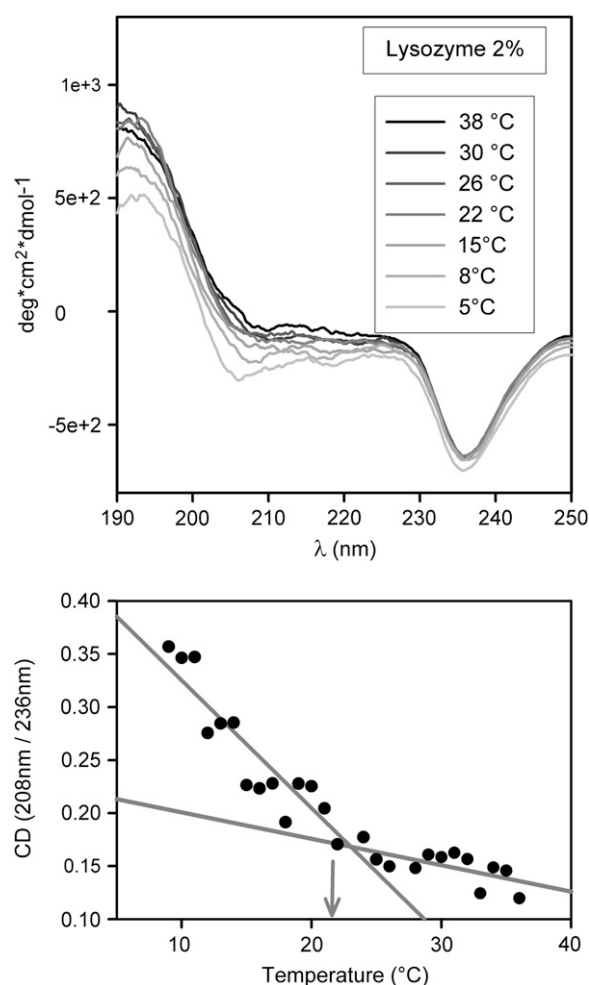 Lysozyme 2%
1e+3
5e+2
0
-5e+2
deg*cm²*dmol-1
38 °C
30 °C
26 °C
22 °C
15°C
8°C
5°C
190 200 210 220 230 240 250
λ (nm)
0.40
0.35
0.30
0.25
0.20
0.15
0.10
CD (208nm / 236nm)
10 20 30 40
Temperature (°C)